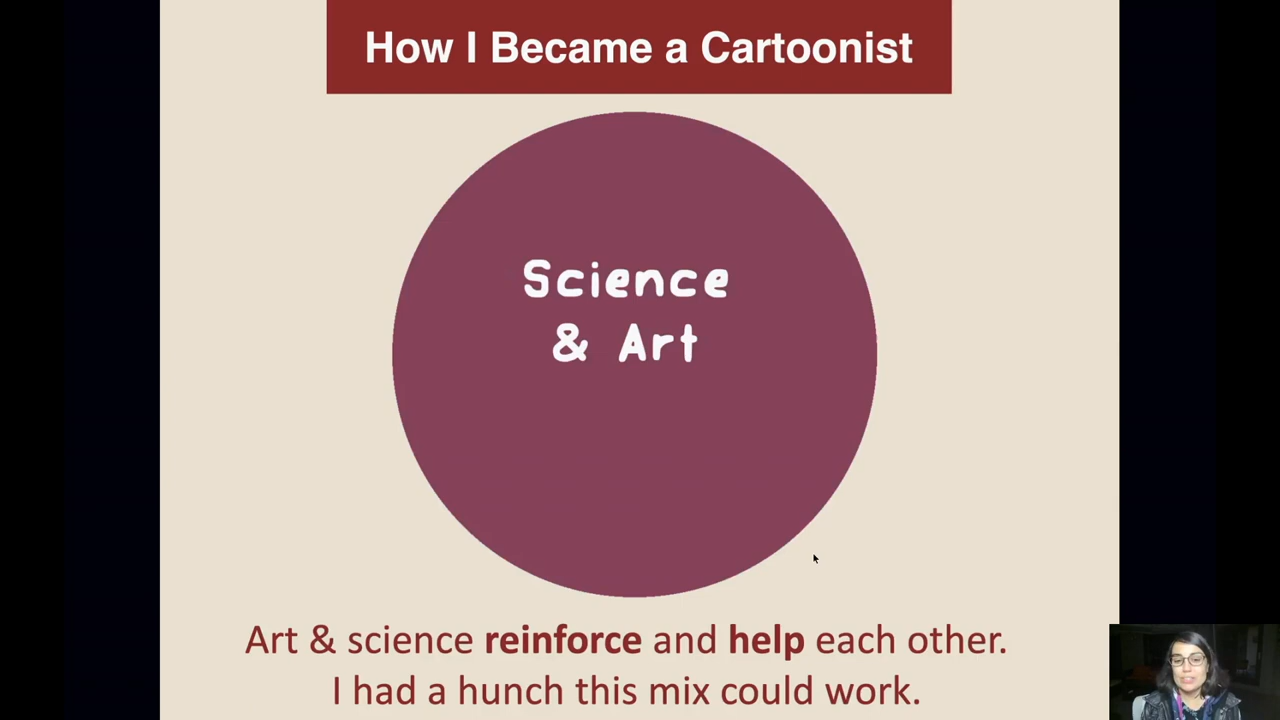 How I Became a Cartoonist
Science
& Art
Art & science reinforce and help each other.
I had a hunch this mix could work.